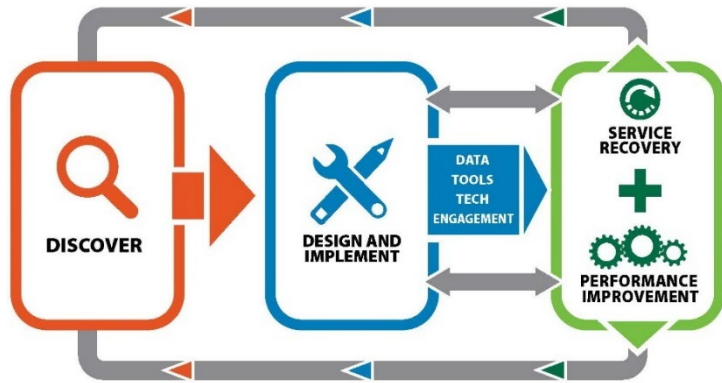 DISCOVER
DESIGN AND
IMPLEMENT
DATA
TOOLS
TECH
ENGAGEMENT
SERVICE
RECOVERY
PERFORMANCE
IMPROVEMENT